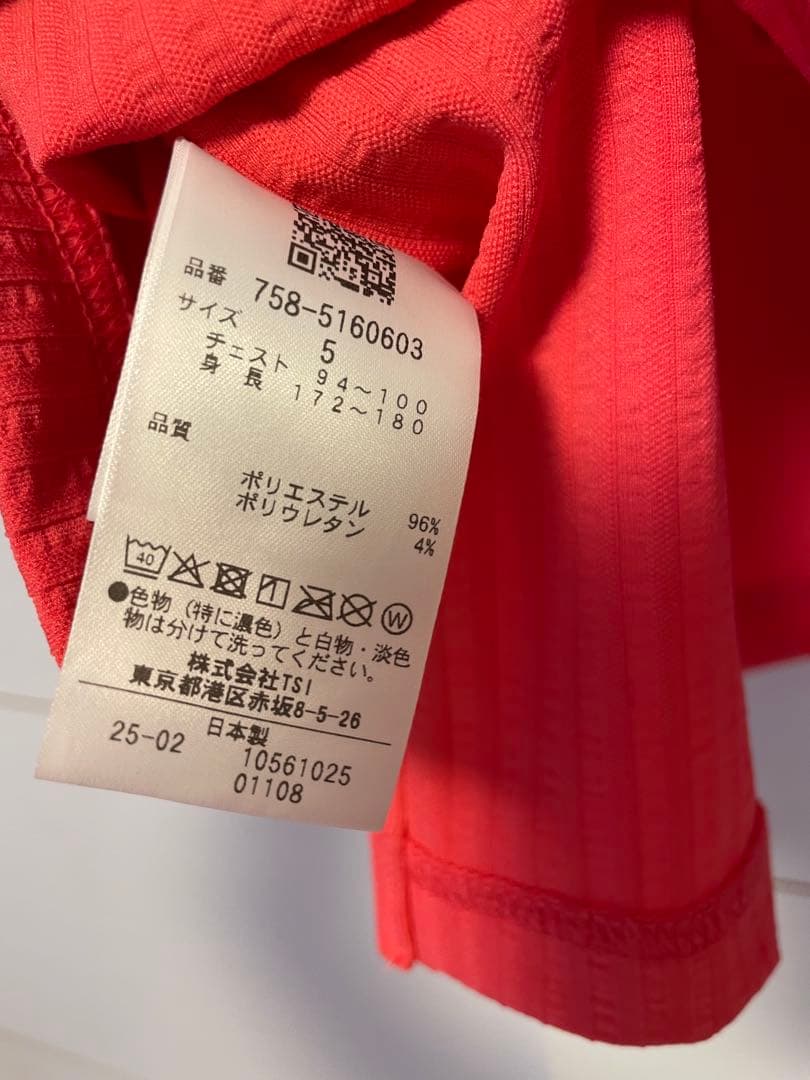 品番 758-5160603
サイズ 5
チェスト 94〜100
身長 172〜180
品質
ポリエステル 96%
ポリウレタン 4%
40 W
●色物（特に濃色）と白物・淡色
物は分けて洗ってください。
株式会社TSI
東京都港区赤坂8-5-26
日本製
25-02 10561025
01108